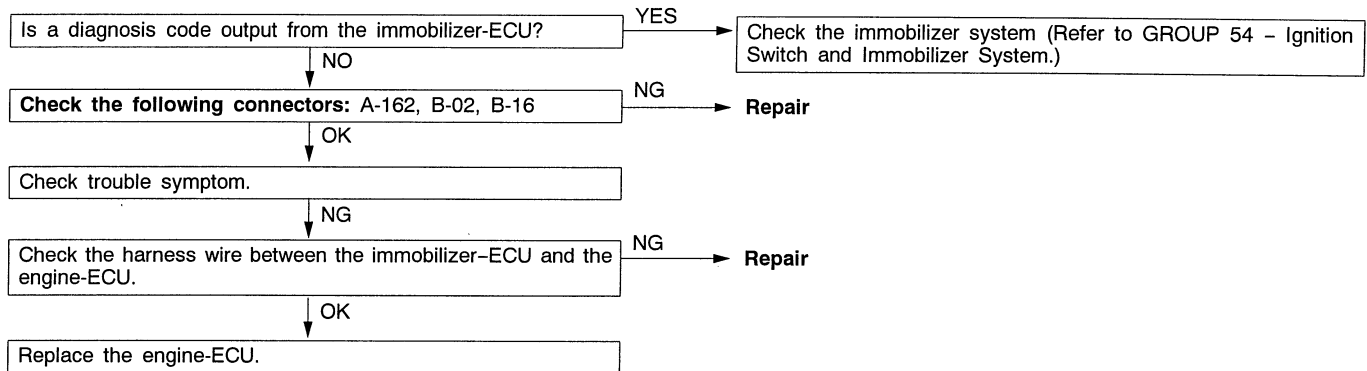 Is a diagnosis code output from the immobilizer-ECU?
YES
Check the immobilizer system (Refer to GROUP 54 – Ignition
Switch and Immobilizer System.)
NO
Check the following connectors: A-162, B-02, B-16
NG
Repair
OK
Check trouble symptom.
NG
Check the harness wire between the immobilizer–ECU and the
engine-ECU.
NG
Repair
OK
Replace the engine-ECU.